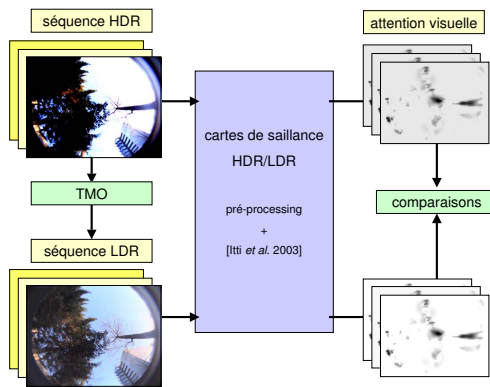 séquence HDR
attention visuelle
cartes de saillance
HDR/LDR
pré-processing
+
[Itti et al. 2003]
TMO
comparaisons
séquence LDR